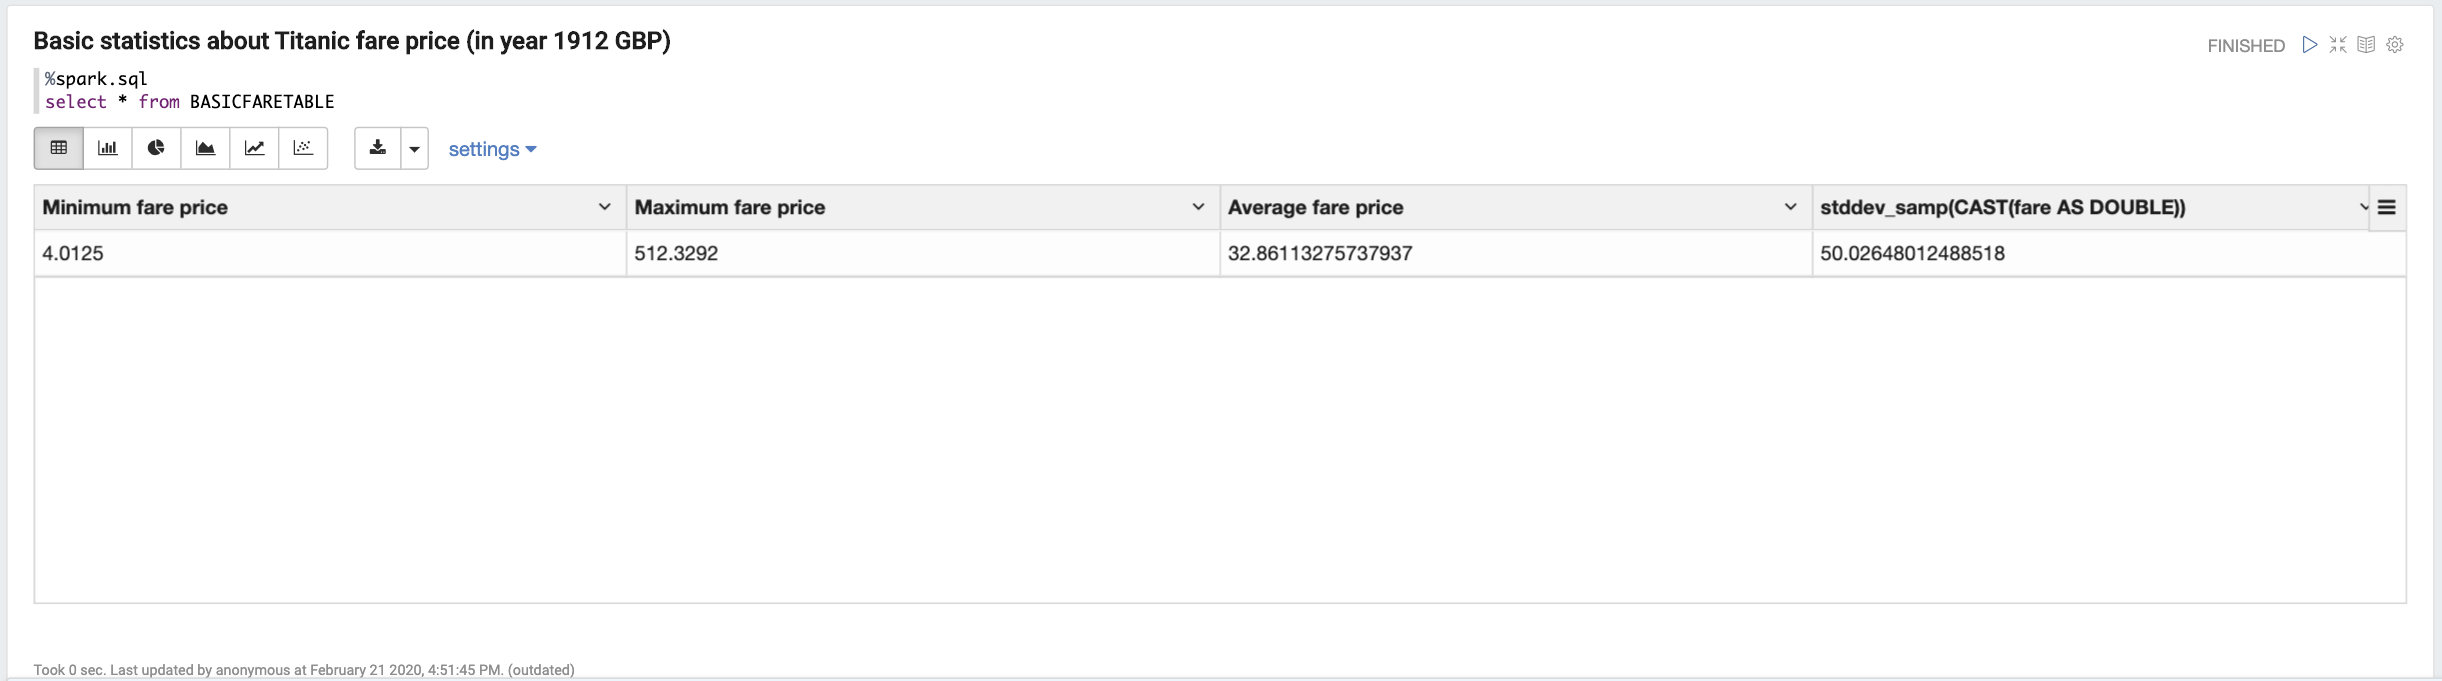 Basic statistics about Titanic fare price (in year 1912 GBP)
FINISHED
%spark.sql
select * from BASICFARETABLE
settings
Minimum fare price Maximum fare price Average fare price stddev_samp(CAST(fare AS DOUBLE))
4.0125 512.3292 32.86113275737937 50.02648012488518
Took 0 sec. Last updated by anonymous at February 21 2020, 4:51:45 PM. (outdated)